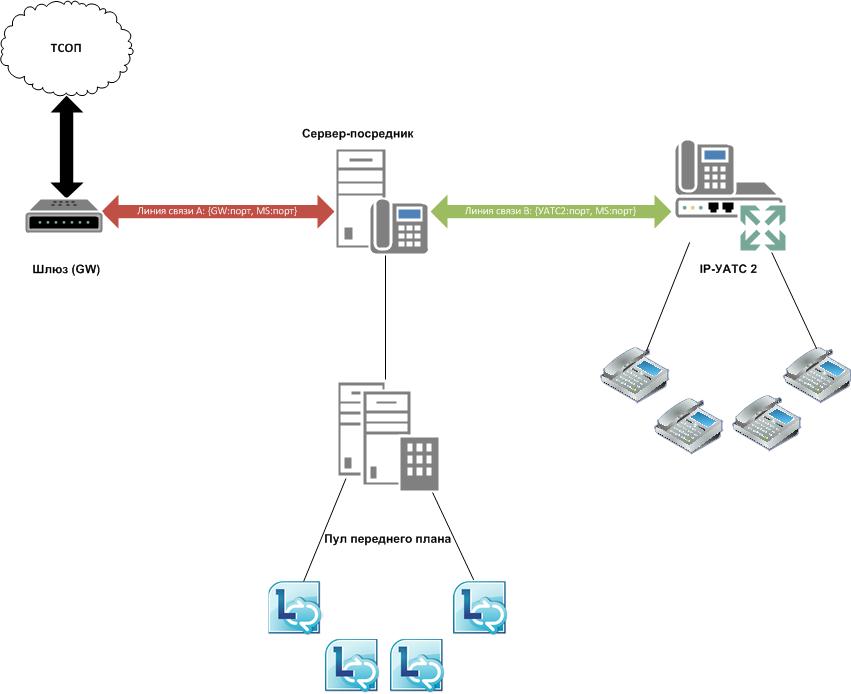 ТСОП
Сервер-посредник
Линия связи A: {GW:порт, MS:порт}
Линия связи B: {УАТС2:порт, MS:порт}
Шлюз (GW)
IP-УАТС 2
Пул переднего плана